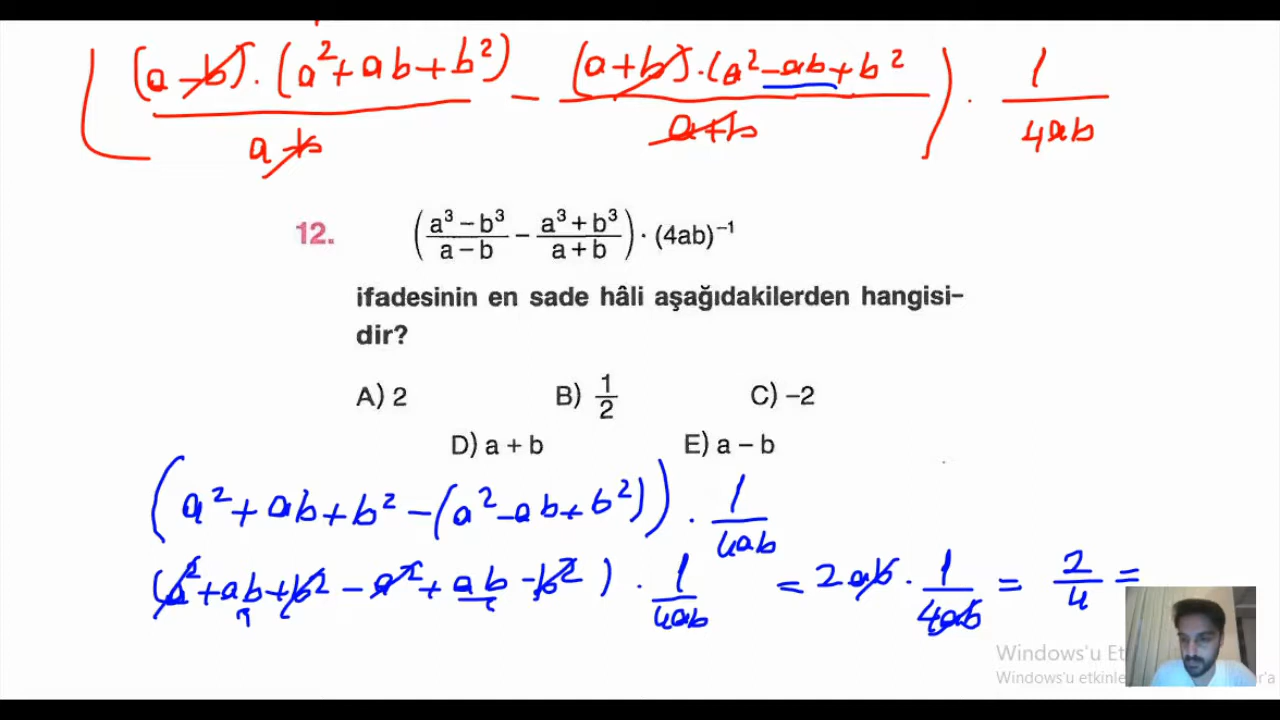 ( (a-b).(a²+ab+b²) / a-b - (a+b).(a²-ab+b² / a+b ) . 1/4ab
12. ( a³ – b³ / a – b – a³ + b³ / a + b ) · (4ab)⁻¹
ifadesinin en sade hâli aşağıdakilerden hangisi-
dir?
A) 2 B) 1/2 C) –2
D) a + b E) a – b
(a²+ab+b²-(a²-ab+b²)) . 1/4ab
(a²+ab+b²-a²+ab-b²) . 1/4ab = 2ab . 1/4ab = 2/4 =
Windows'u Et
Windows'u etkinle